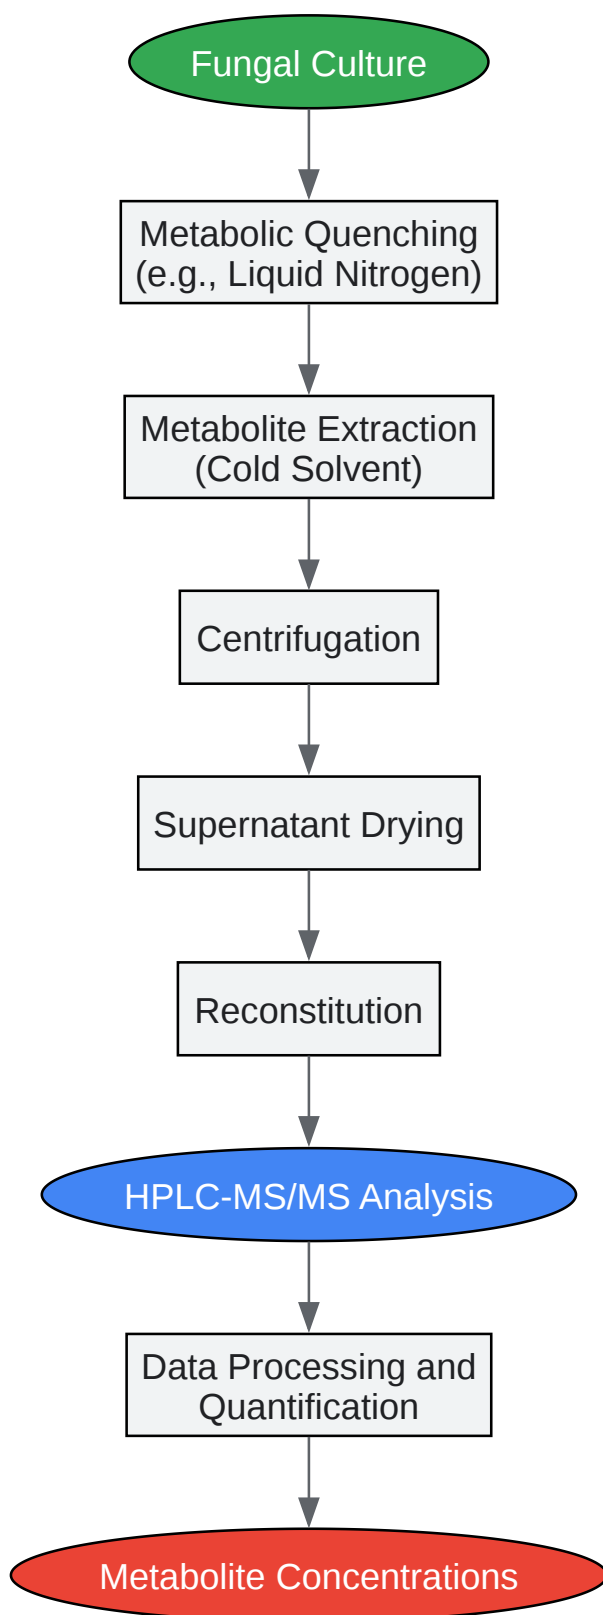 Fungal Culture
Metabolic Quenching
(e.g., Liquid Nitrogen)
Metabolite Extraction
(Cold Solvent)
Centrifugation
Supernatant Drying
Reconstitution
HPLC-MS/MS Analysis
Data Processing and
Quantification
Metabolite Concentrations